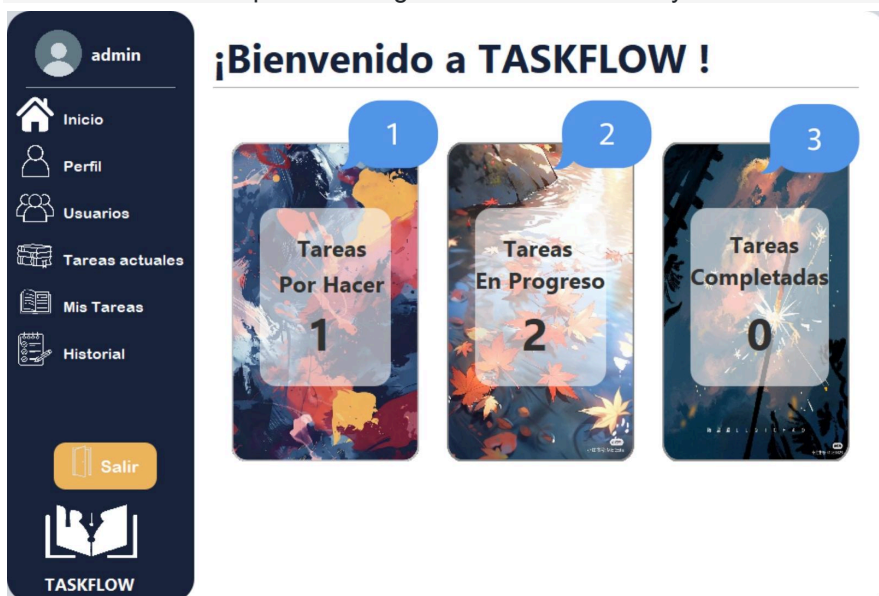 admin
¡Bienvenido a TASKFLOW !
Inicio
Perfil
Usuarios
Tareas actuales
Mis Tareas
Historial
Salir
TASKFLOW
1
Tareas
Por Hacer
1
2
Tareas
En Progreso
2
3
Tareas
Completadas
0